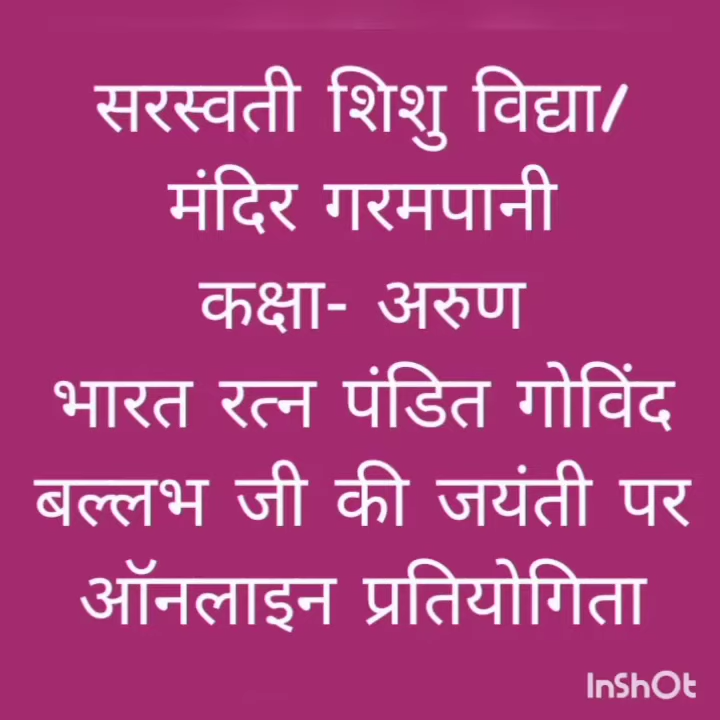 सरस्वती शिशु विद्या/
मंदिर गरमपानी
कक्षा- अरुण
भारत रत्न पंडित गोविंद
बल्लभ जी की जयंती पर
ऑनलाइन प्रतियोगिता
InShOt